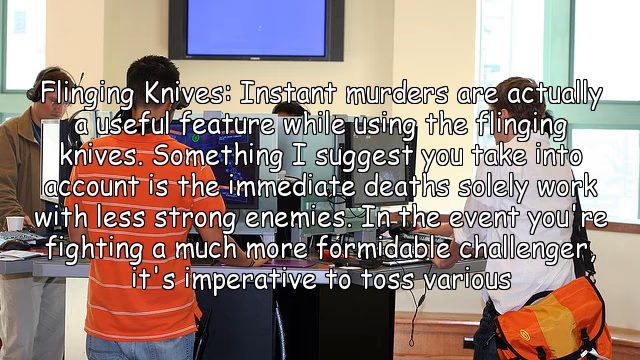 Flinging Knives: Instant murders are actually
a useful feature while using the flinging
knives. Something I suggest you take into
account is the immediate deaths solely work
with less strong enemies. In the event you're
fighting a much more formidable challenger,
it's imperative to toss various